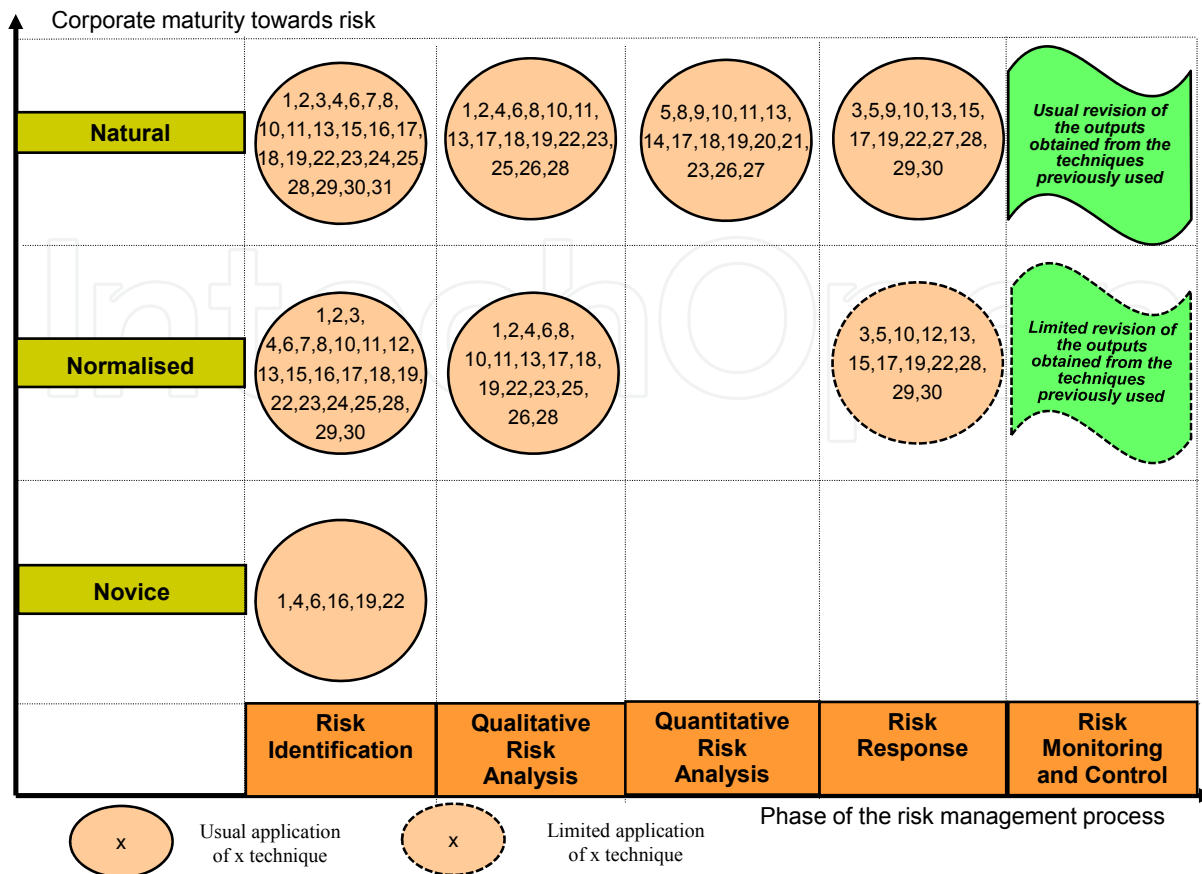 Corporate maturity towards risk
Natural
1,2,3,4,6,7,8,
10,11,13,15,16,17,
18,19,22,23,24,25,
28,29,30,31
1,2,4,6,8,10,11,
13,17,18,19,22,23,
25,26,28
5,8,9,10,11,13,
14,17,18,19,20,21,
23,26,27
3,5,9,10,13,15,
17,19,22,27,28,
29,30
Usual revision of
the outputs
obtained from the
techniques
previously used
Normalised
1,2,3,
4,6,7,8,10,11,12,
13,15,16,17,18,19,
22,23,24,25,28,
29,30
1,2,4,6,8,
10,11,13,17,18,
19,22,23,25,
26,28
3,5,10,12,13,
15,17,19,22,28,
29,30
Limited revision of
the outputs
obtained from the
techniques
previously used
Novice
1,4,6,16,19,22
Risk
Identification
Qualitative
Risk
Analysis
Quantitative
Risk
Analysis
Risk
Response
Risk
Monitoring
and Control
Phase of the risk management process
x
Usual application
of x technique
x
Limited application
of x technique